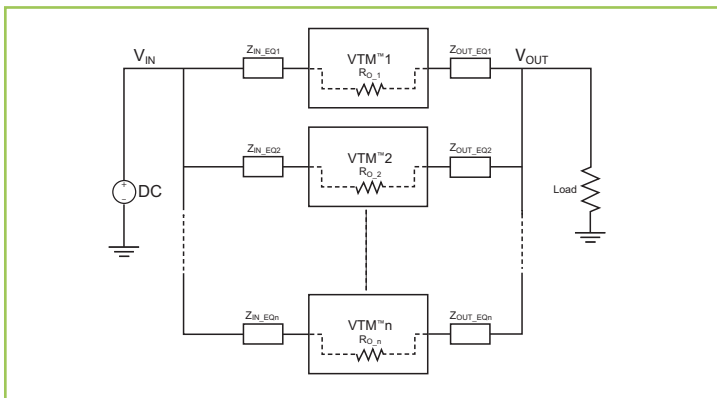 V_IN
Z_IN_EQ1
VTM™1
R_O_1
Z_OUT_EQ1
V_OUT
Z_IN_EQ2
VTM™2
R_O_2
Z_OUT_EQ2
+
−
DC
Load
Z_IN_EQn
VTM™n
R_O_n
Z_OUT_EQn